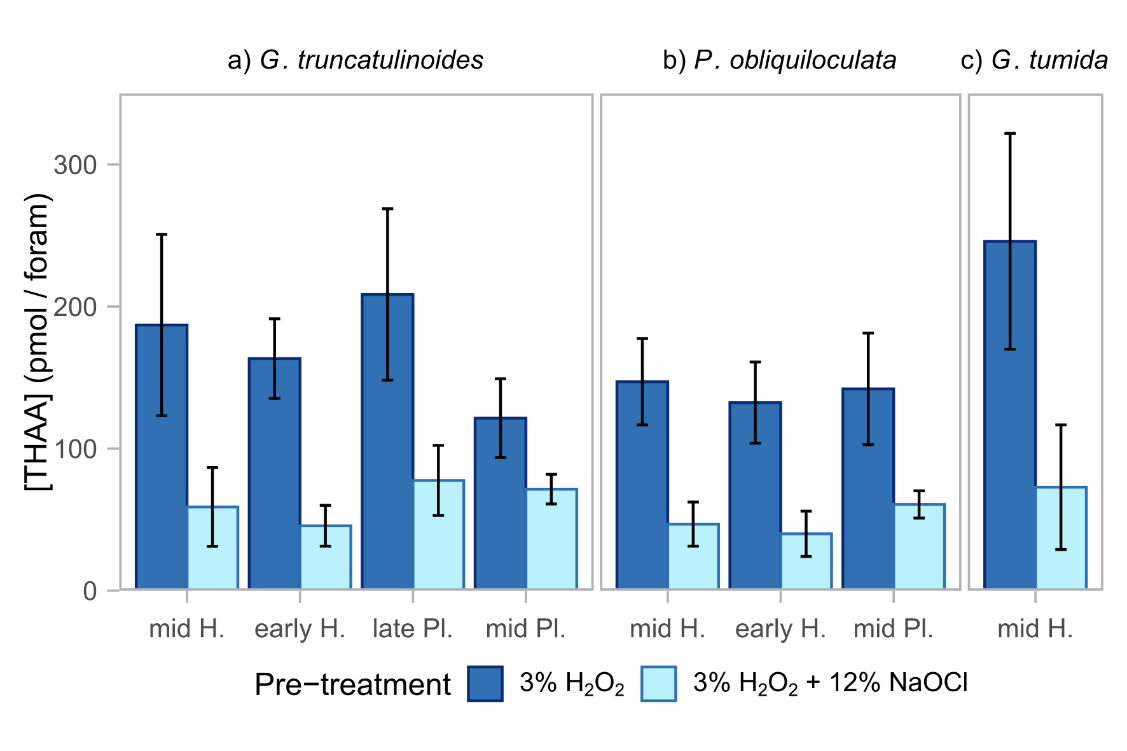 a) G. truncatulinoides b) P. obliquiloculata c) G. tumida
[THAA] (pmol / foram)
300
200
100
0
mid H. early H. late Pl. mid Pl. mid H. early H. mid Pl. mid H.
Pre−treatment 3% H₂O₂ 3% H₂O₂ + 12% NaOCl